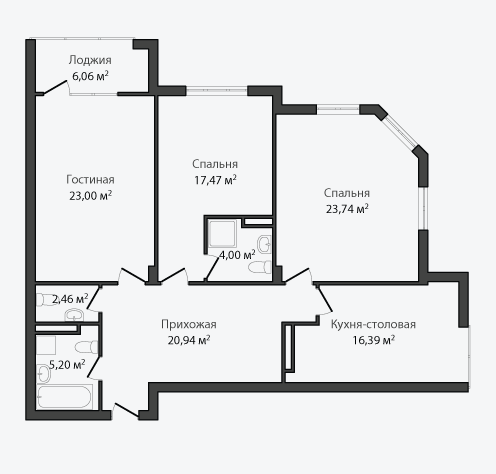 Лоджия
6,06 м²
Гостиная
23,00 м²
Спальня
17,47 м²
Спальня
23,74 м²
4,00 м²
2,46 м²
Прихожая
20,94 м²
Кухня-столовая
16,39 м²
5,20 м²